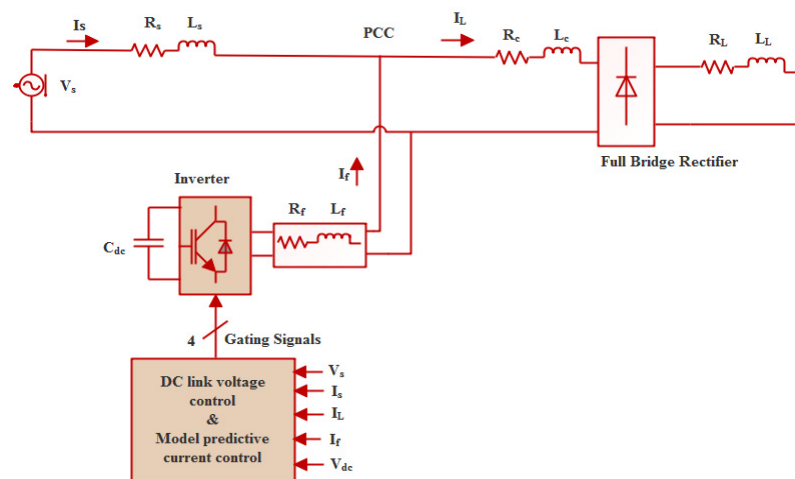 Is
Rs
Ls
PCC
IL
Rc
Lc
RL
LL
Vs
Full Bridge Rectifier
If
Inverter
Rf
Lf
Cdc
4
Gating Signals
DC link voltage
control
&
Model predictive
current control
Vs
Is
IL
If
Vdc